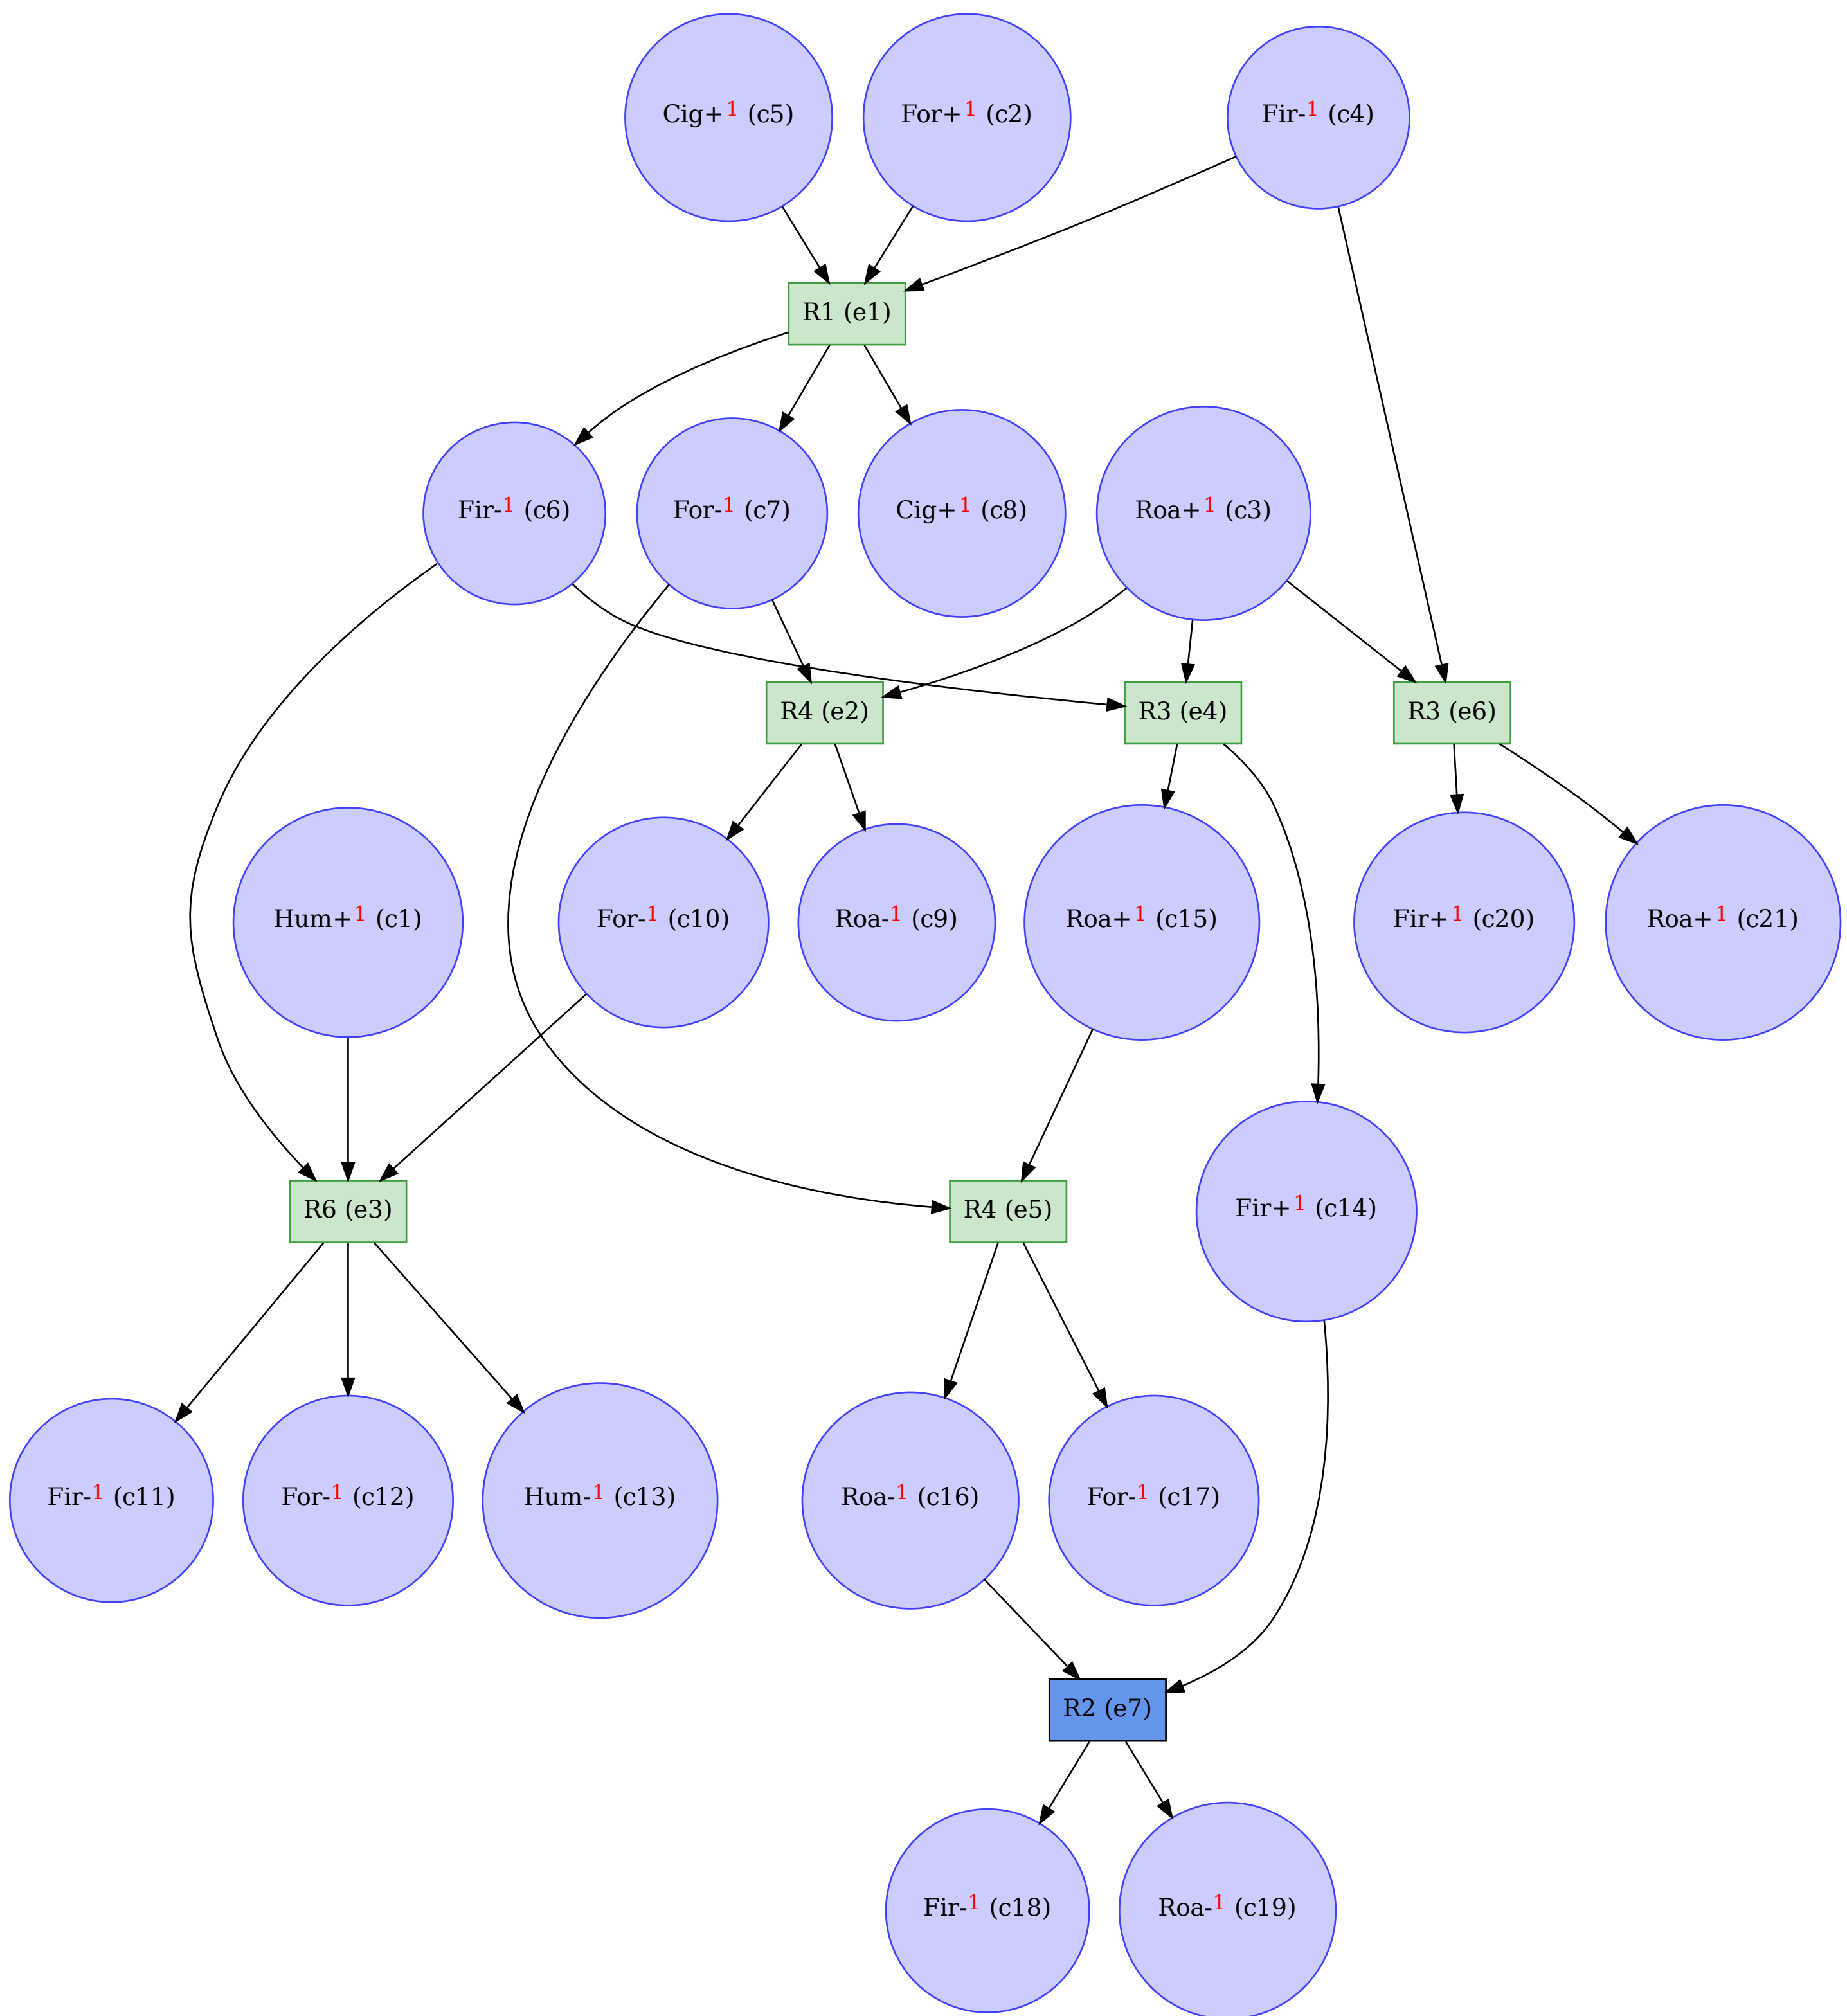 Cig+1 (c5)
For+1 (c2)
Fir-1 (c4)
R1 (e1)
Fir-1 (c6)
For-1 (c7)
Cig+1 (c8)
Roa+1 (c3)
R4 (e2)
R3 (e4)
R3 (e6)
Hum+1 (c1)
For-1 (c10)
Roa-1 (c9)
Roa+1 (c15)
Fir+1 (c20)
Roa+1 (c21)
R6 (e3)
R4 (e5)
Fir+1 (c14)
Fir-1 (c11)
For-1 (c12)
Hum-1 (c13)
Roa-1 (c16)
For-1 (c17)
R2 (e7)
Fir-1 (c18)
Roa-1 (c19)